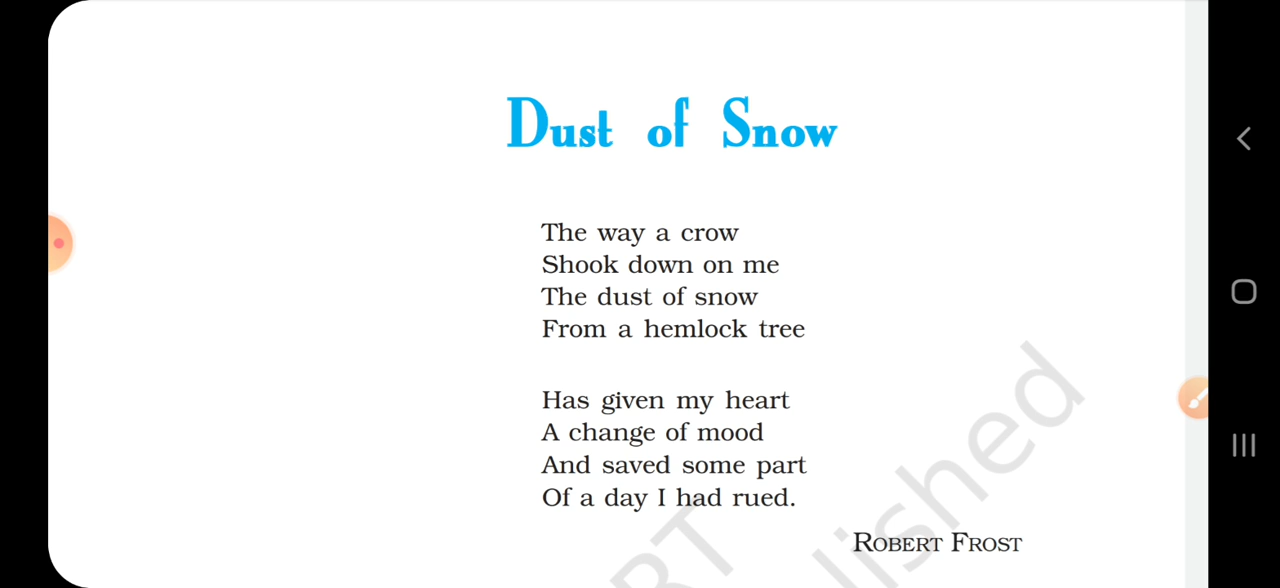 Dust of Snow
The way a crow
Shook down on me
The dust of snow
From a hemlock tree
Has given my heart
A change of mood
And saved some part
Of a day I had rued.
ROBERT FROST